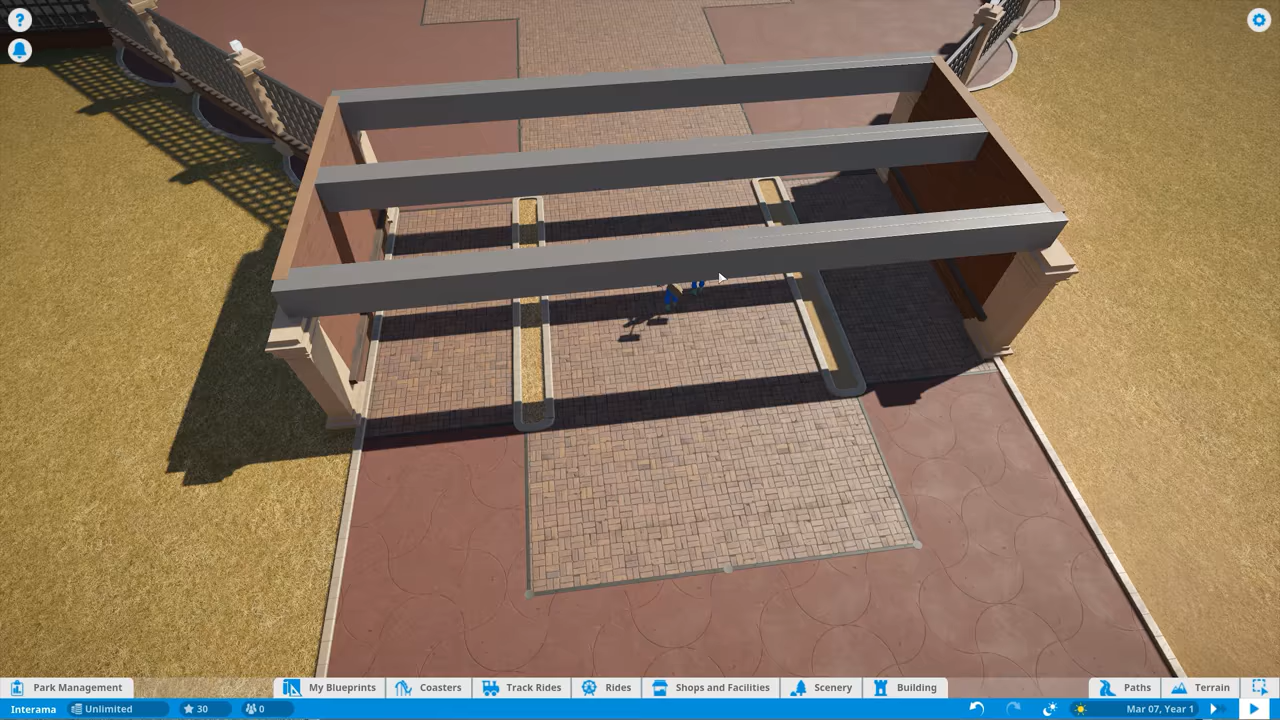 ?
Park Management
My Blueprints
Coasters
Track Rides
Rides
Shops and Facilities
Scenery
Building
Paths
Terrain
Interama
Unlimited
30
0
Mar 07, Year 1